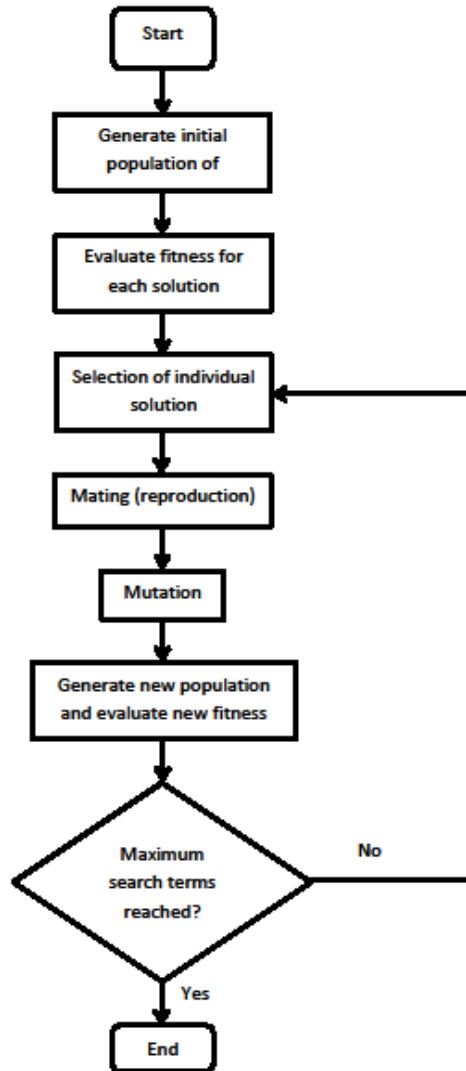 Start
Generate initial
population of
Evaluate fitness for
each solution
Selection of individual
solution
Mating (reproduction)
Mutation
Generate new population
and evaluate new fitness
Maximum
search terms
reached?
No
Yes
End